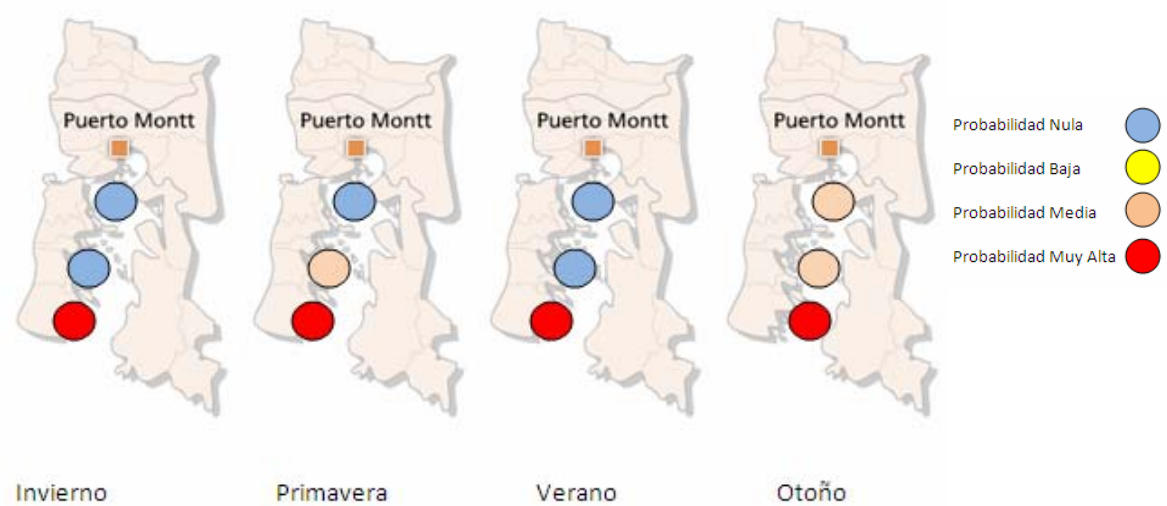 Puerto Montt
Puerto Montt
Puerto Montt
Puerto Montt
Probabilidad Nula
Probabilidad Baja
Probabilidad Media
Probabilidad Muy Alta
Invierno
Primavera
Verano
Otoño